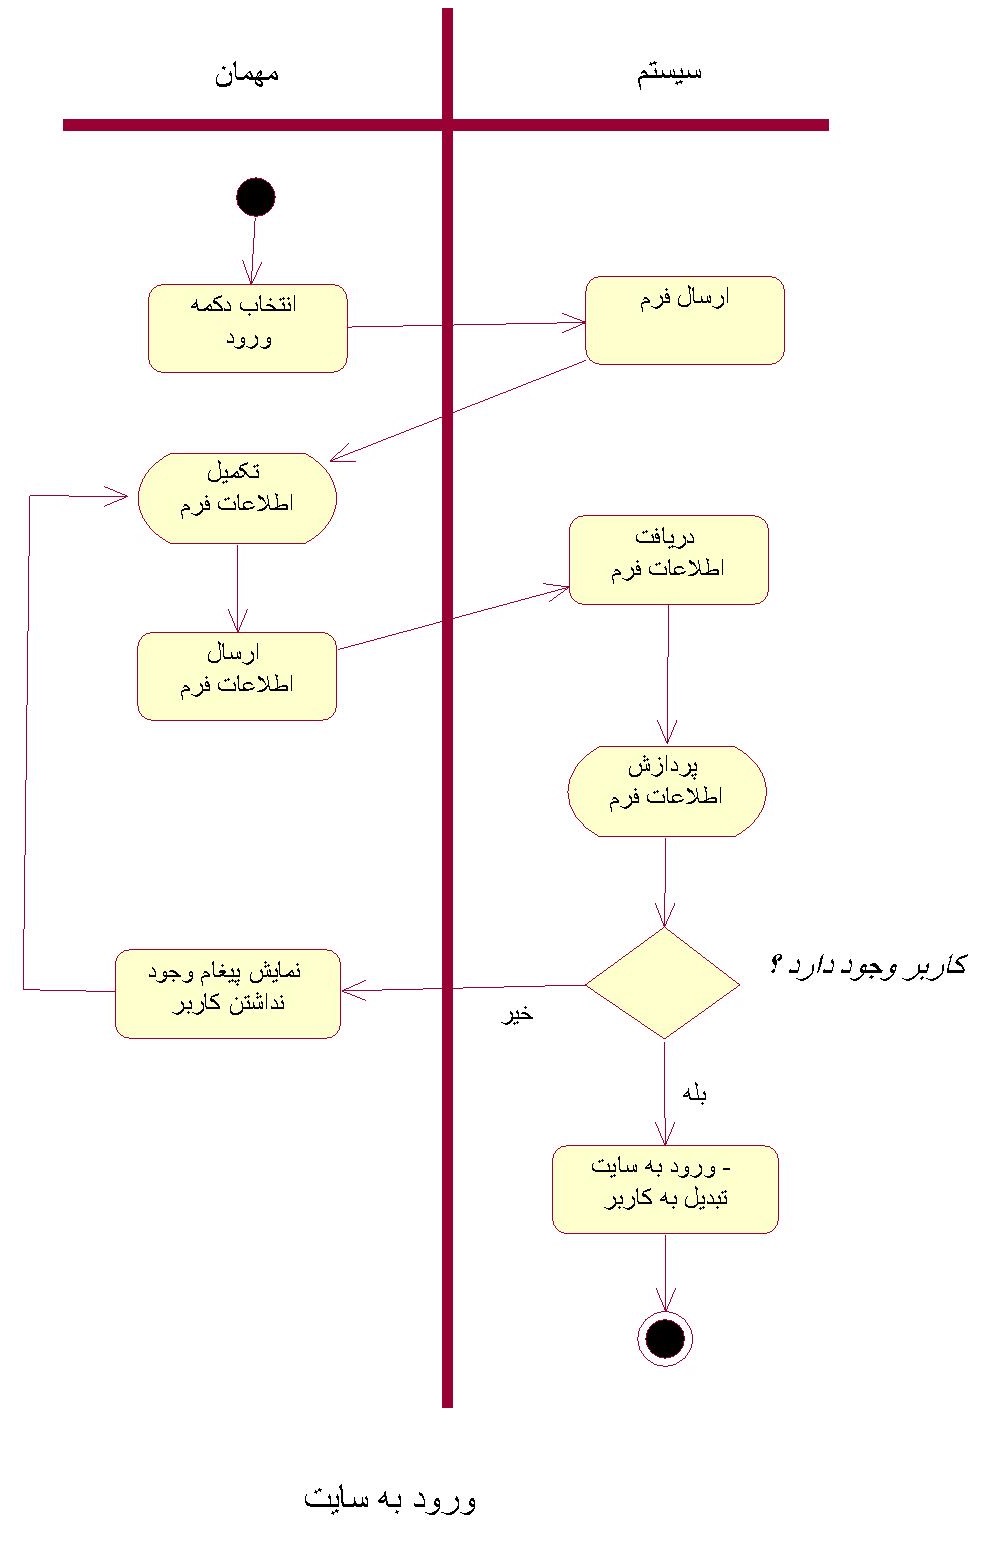 سیستم
مهمان
انتخاب دکمه
ورود
ارسال فرم
تکمیل
اطلاعات فرم
ارسال
اطلاعات فرم
دریافت
اطلاعات فرم
پردازش
اطلاعات فرم
کاربر وجود دارد ؟
خیر
نمایش پیغام وجود
نداشتن کاربر
بله
ورود به سایت -
تبدیل به کاربر
ورود به سایت